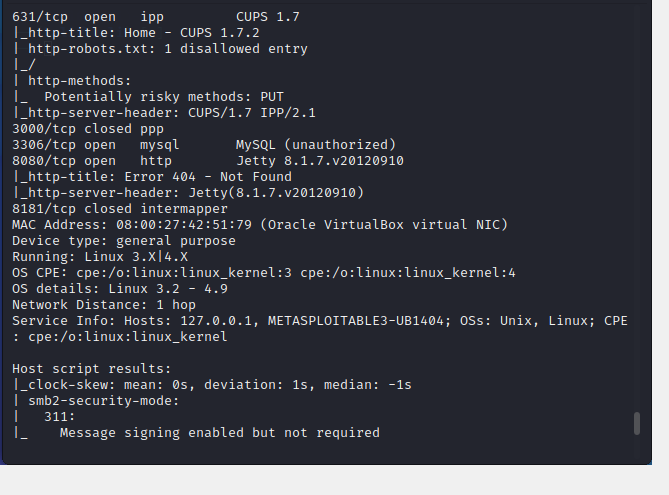 631/tcp  open   ipp         CUPS 1.7
|_http-title: Home - CUPS 1.7.2
| http-robots.txt: 1 disallowed entry
|_/
| http-methods:
|_  Potentially risky methods: PUT
|_http-server-header: CUPS/1.7 IPP/2.1
3000/tcp closed ppp
3306/tcp open   mysql       MySQL (unauthorized)
8080/tcp open   http        Jetty 8.1.7.v20120910
|_http-title: Error 404 - Not Found
|_http-server-header: Jetty(8.1.7.v20120910)
8181/tcp closed intermapper
MAC Address: 08:00:27:42:51:79 (Oracle VirtualBox virtual NIC)
Device type: general purpose
Running: Linux 3.X|4.X
OS CPE: cpe:/o:linux:linux_kernel:3 cpe:/o:linux:linux_kernel:4
OS details: Linux 3.2 - 4.9
Network Distance: 1 hop
Service Info: Hosts: 127.0.0.1, METASPLOITABLE3-UB1404; OSs: Unix, Linux; CPE
: cpe:/o:linux:linux_kernel

Host script results:
|_clock-skew: mean: 0s, deviation: 1s, median: -1s
| smb2-security-mode:
|   311:
|_    Message signing enabled but not required